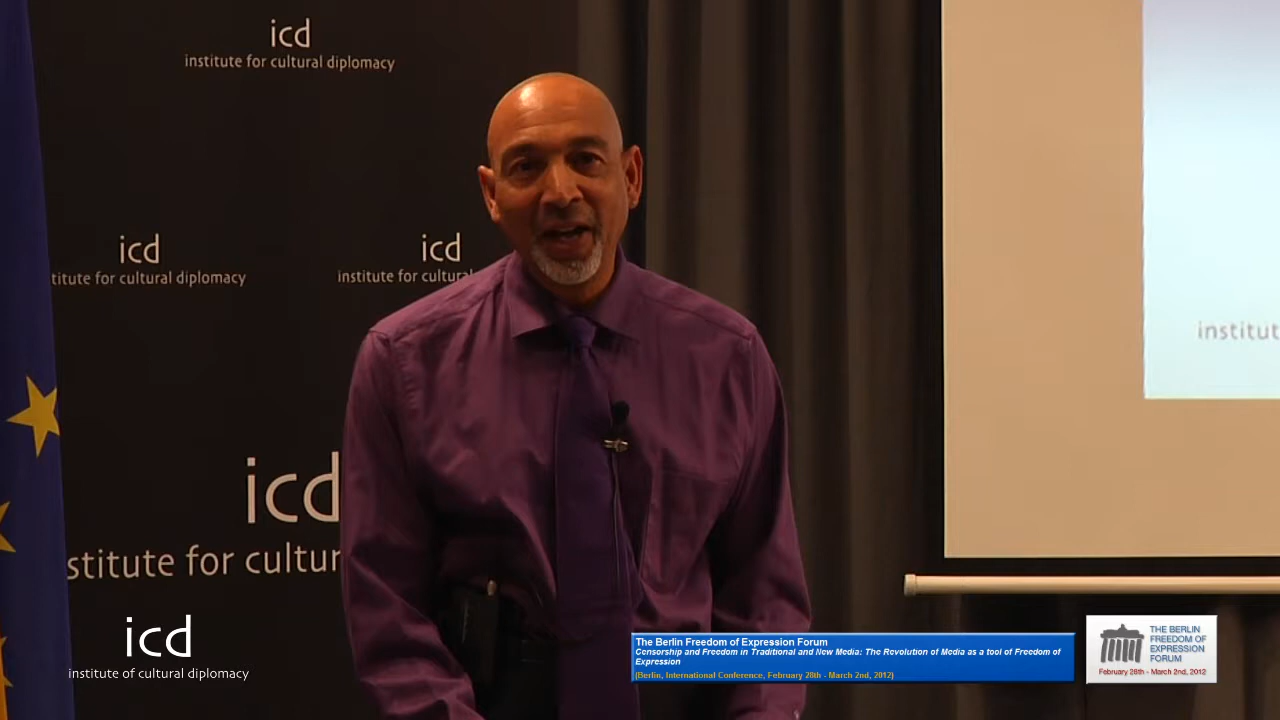 icd
institute for cultural diplomacy
icd
titute for cultural diplomacy
icd
institute for cultural
icd
stitute for cultur
institut
icd
institute of cultural diplomacy
The Berlin Freedom of Expression Forum
Censorship and Freedom in Traditional and New Media: The Revolution of Media as a tool of Freedom of
Expression
(Berlin, International Conference, February 28th - March 2nd, 2012)
THE BERLIN
FREEDOM OF
EXPRESSION
FORUM
February 28th - March 2nd, 2012